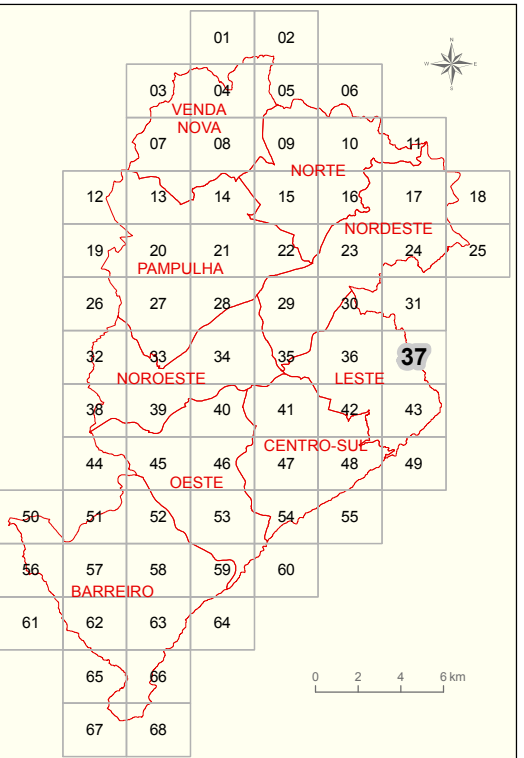 01 02
N
W E
S
03 04 05 06
VENDA
NOVA
07 08 09 10 11
NORTE
12 13 14 15 16 17 18
NORDESTE
19 20 21 22 23 24 25
PAMPULHA
26 27 28 29 30 31
32 33 34 35 36 37
NOROESTE LESTE
38 39 40 41 42 43
CENTRO-SUL
44 45 46 47 48 49
OESTE
50 51 52 53 54 55
56 57 58 59 60
BARREIRO
61 62 63 64
65 66
0 2 4 6 km
67 68